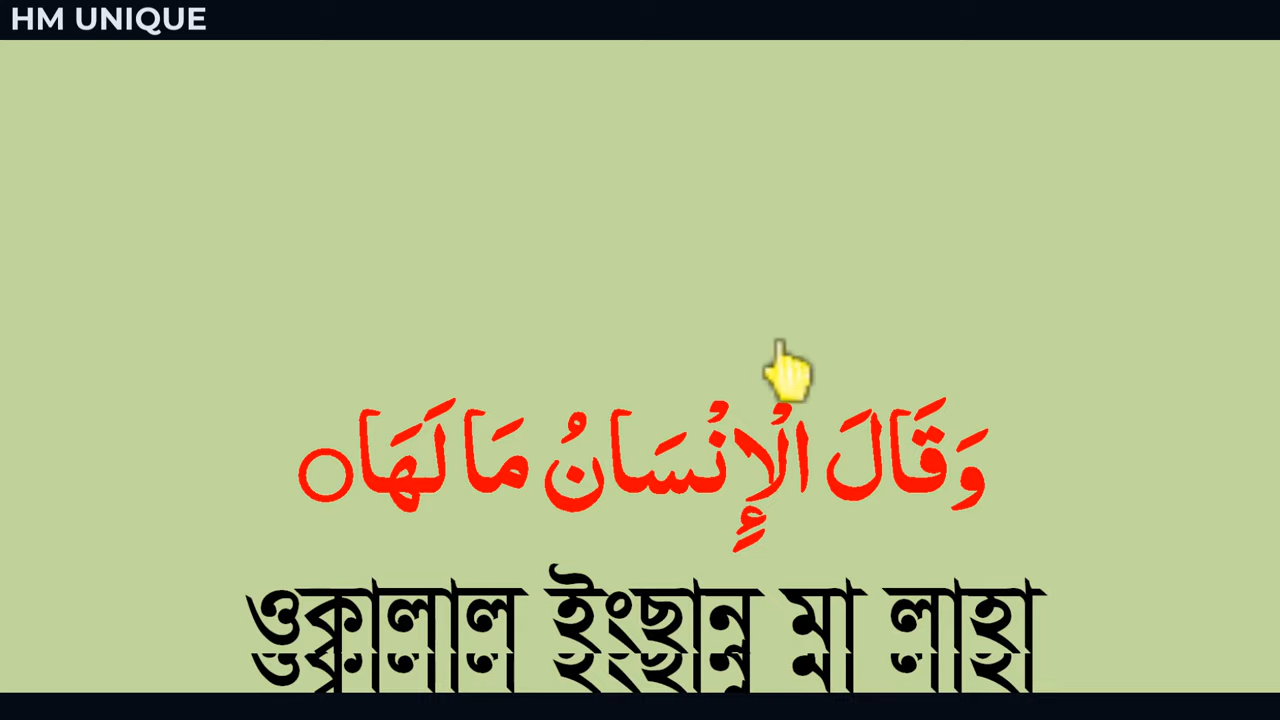 HM UNIQUE
وَقَالَ الْإِنْسَانُ مَا لَهَا○
ওক্বালাল ইংছানু মা লাহা